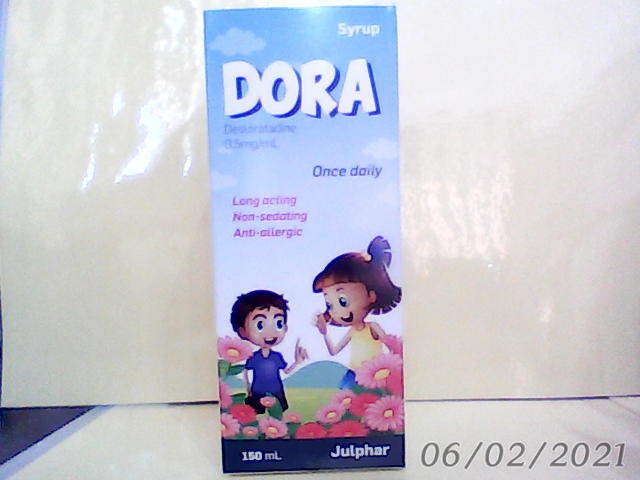 Syrup
DORA
Desloratadine
0.5mg/mL
Once daily
Long acting
Non-sedating
Anti-allergic
150 mL
Julphar
06/02/2021